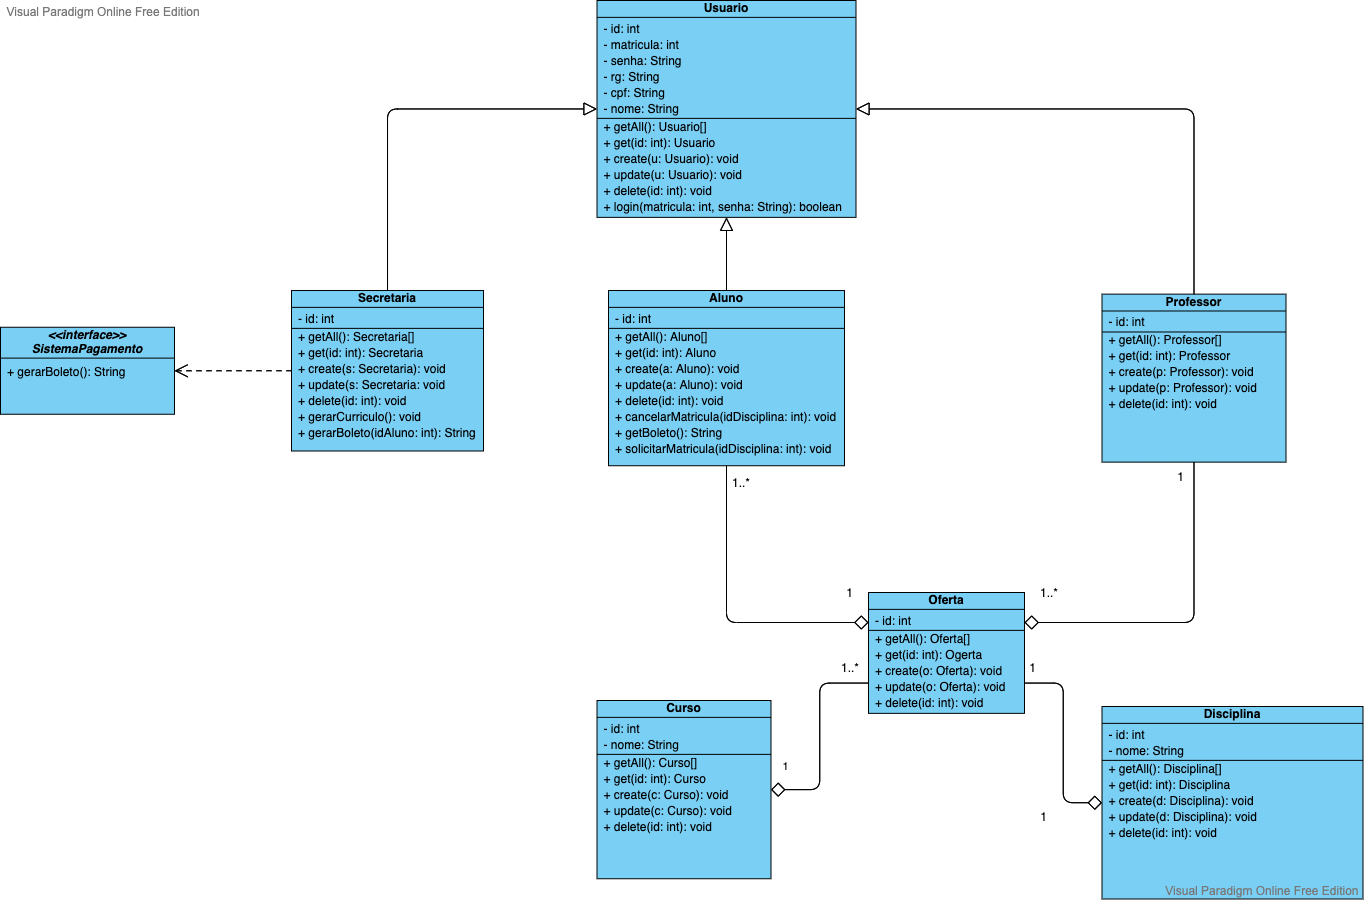 Visual Paradigm Online Free Edition
Usuario
- id: int
- matricula: int
- senha: String
- rg: String
- cpf: String
- nome: String
+ getAll(): Usuario[]
+ get(id: int): Usuario
+ create(u: Usuario): void
+ update(u: Usuario): void
+ delete(id: int): void
+ login(matricula: int, senha: String): boolean
<<interface>>
SistemaPagamento
+ gerarBoleto(): String
Secretaria
- id: int
+ getAll(): Secretaria[]
+ get(id: int): Secretaria
+ create(s: Secretaria): void
+ update(s: Secretaria: void
+ delete(id: int): void
+ gerarCurriculo(): void
+ gerarBoleto(idAluno: int): String
Aluno
- id: int
+ getAll(): Aluno[]
+ get(id: int): Aluno
+ create(a: Aluno): void
+ update(a: Aluno): void
+ delete(id: int): void
+ cancelarMatricula(idDisciplina: int): void
+ getBoleto(): String
+ solicitarMatricula(idDisciplina: int): void
Professor
- id: int
+ getAll(): Professor[]
+ get(id: int): Professor
+ create(p: Professor): void
+ update(p: Professor): void
+ delete(id: int): void
1..*
1
1
1..*
Oferta
- id: int
+ getAll(): Oferta[]
+ get(id: int): Ogerta
+ create(o: Oferta): void
+ update(o: Oferta): void
+ delete(id: int): void
1..*
1
Curso
- id: int
- nome: String
+ getAll(): Curso[]
+ get(id: int): Curso
+ create(c: Curso): void
+ update(c: Curso): void
+ delete(id: int): void
1
1
Disciplina
- id: int
- nome: String
+ getAll(): Disciplina[]
+ get(id: int): Disciplina
+ create(d: Disciplina): void
+ update(d: Disciplina): void
+ delete(id: int): void
Visual Paradigm Online Free Edition